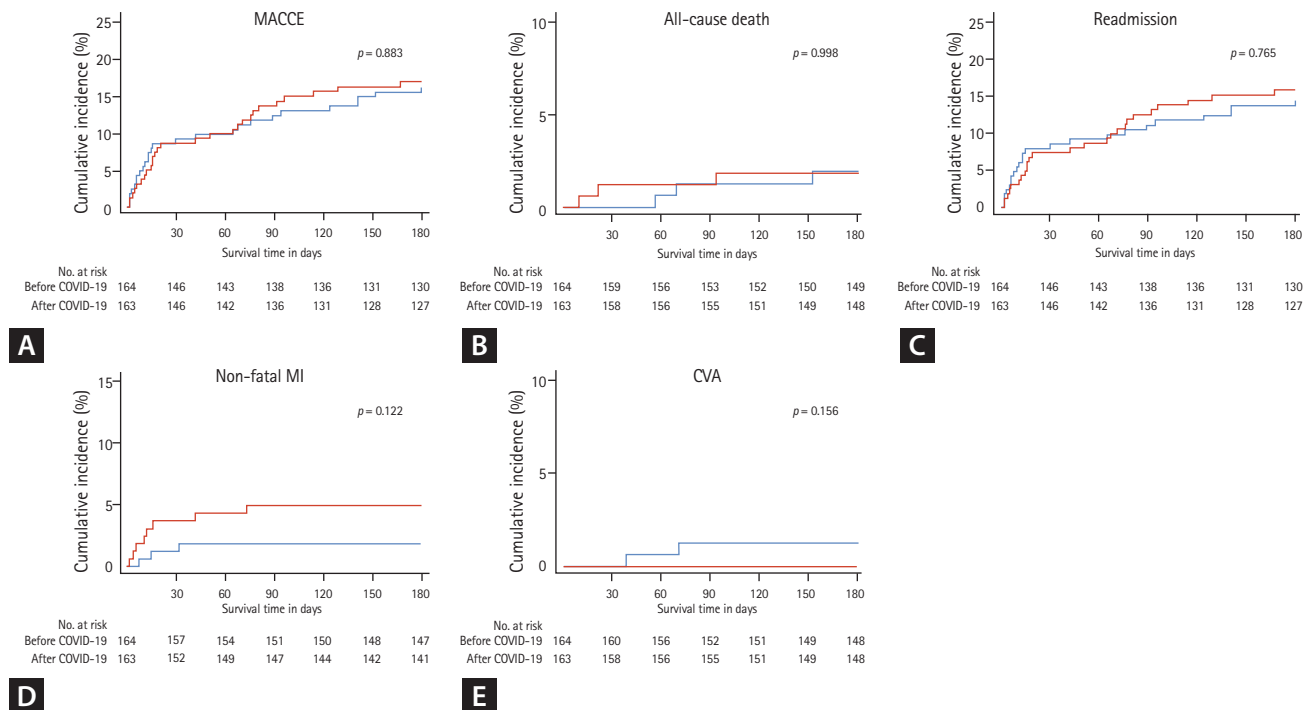 MACCE
25
20
15
10
5
0
Cumulative incidence (%)
p = 0.883
30 60 90 120 150 180
Survival time in days
No. at risk
Before COVID-19 164 146 143 138 136 131 130
After COVID-19 163 146 142 136 131 128 127
A
All-cause death
10
5
0
Cumulative incidence (%)
p = 0.998
30 60 90 120 150 180
Survival time in days
No. at risk
Before COVID-19 164 159 156 153 152 150 149
After COVID-19 163 158 156 155 151 149 148
B
Readmission
25
20
15
10
5
0
Cumulative incidence (%)
p = 0.765
30 60 90 120 150 180
Survival time in days
No. at risk
Before COVID-19 164 146 143 138 136 131 130
After COVID-19 163 146 142 136 131 128 127
C
Non-fatal MI
15
10
5
0
Cumulative incidence (%)
p = 0.122
30 60 90 120 150 180
Survival time in days
No. at risk
Before COVID-19 164 157 154 151 150 148 147
After COVID-19 163 152 149 147 144 142 141
D
CVA
10
5
0
Cumulative incidence (%)
p = 0.156
30 60 90 120 150 180
Survival time in days
No. at risk
Before COVID-19 164 160 156 152 151 149 148
After COVID-19 163 158 156 155 151 149 148
E